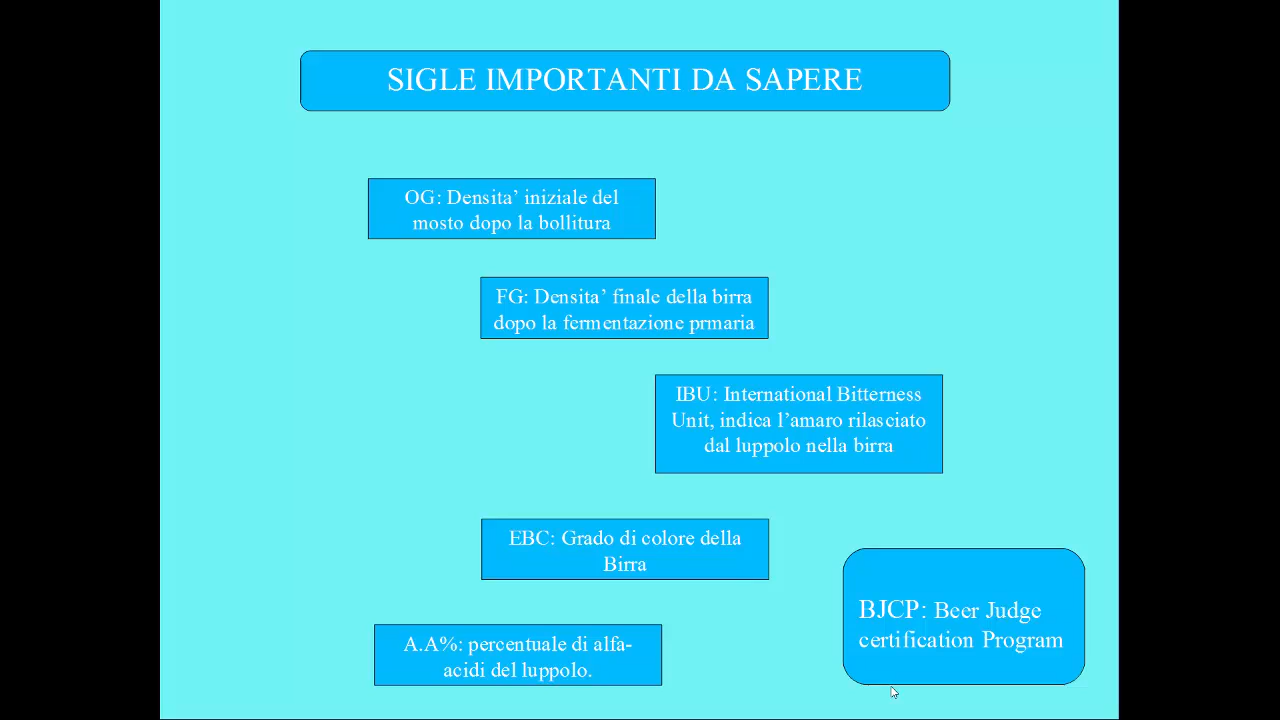 SIGLE IMPORTANTI DA SAPERE
OG: Densita’ iniziale del
mosto dopo la bollitura
FG: Densita’ finale della birra
dopo la fermentazione prmaria
IBU: International Bitterness
Unit, indica l’amaro rilasciato
dal luppolo nella birra
EBC: Grado di colore della
Birra
A.A%: percentuale di alfa-
acidi del luppolo.
BJCP: Beer Judge
certification Program